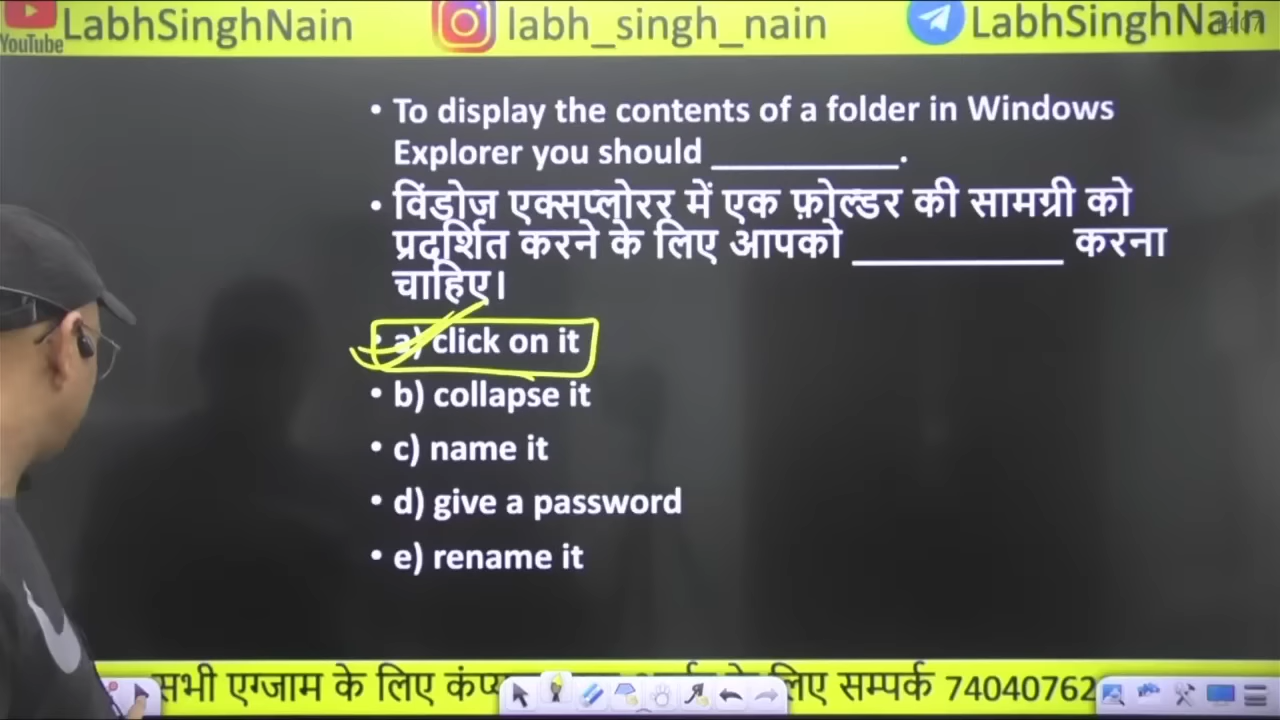 YouTube LabhSinghNain labh_singh_nain LabhSinghNain
• To display the contents of a folder in Windows
Explorer you should __________.
• विंडोज एक्सप्लोरर में एक फ़ोल्डर की सामग्री को
प्रदर्शित करने के लिए आपको __________ करना
चाहिए।
• a) click on it
• b) collapse it
• c) name it
• d) give a password
• e) rename it
सभी एग्जाम के लिए लिए सम्पर्क 74040762